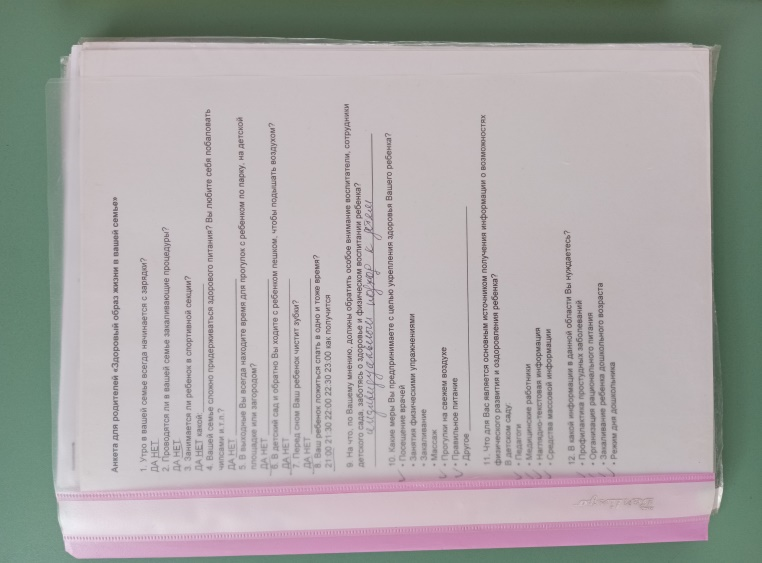 Анкета для родителей «Здоровый образ жизни в вашей семье»
1. Утро в вашей семье всегда начинается с зарядки?
ДА НЕТ
2. Проводятся ли в вашей семье закаливающие процедуры?
ДА НЕТ
3. Занимается ли ребенок в спортивной секции?
ДА НЕТ какой
4. Вашей семье сложно придерживаться здорового питания? Вы любите себя побаловать
чипсами и.т.п.?
ДА НЕТ
5. В выходные Вы всегда находите время для прогулок с ребенком по парку, на детской
площадке или загородом?
ДА НЕТ
6. В детский сад и обратно Вы ходите с ребенком пешком, чтобы подышать воздухом?
ДА НЕТ
7. Перед сном Ваш ребенок чистит зубки?
ДА НЕТ
8. Ваш ребенок ложиться спать в одно и тоже время?
21:00 21:30 22:00 22:30 23:00 как получится
9. На что, по Вашему мнению, должны обратить особое внимание воспитатели, сотрудники
детского сада, заботясь о здоровье и физическом воспитании ребенка?
индивидуальный подход к детям
10. Какие меры Вы предпринимаете с целью укрепления здоровья Вашего ребенка?
• Посещение врачей
• Занятия физическими упражнениями
• Закаливание
• Массаж
• Прогулки на свежем воздухе
• Правильное питание
• Другое
11. Что для Вас является основным источником получения информации о возможностях
физического развития и оздоровления ребенка?
В детском саду:
• Педагоги
• Медицинские работники
• Наглядно-текстовая информация
• Средства массовой информации
12. В какой информации в данной области Вы нуждаетесь?
• Профилактика простудных заболеваний
• Организация рационального питания
• Закаливание ребенка дошкольного возраста
• Режим дня дошкольника